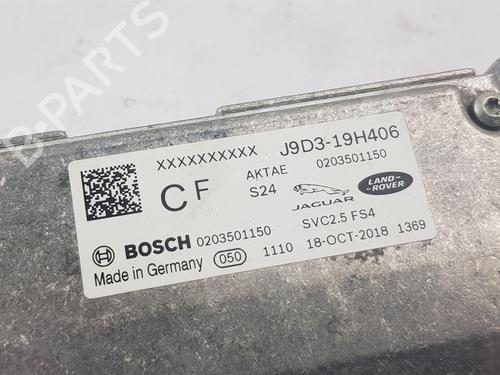 B-PARTS
XXXXXXXXXX J9D3-19H406
CF AKTAE 0203501150
S24 JAGUAR LAND-ROVER
BOSCH 0203501150 SVC2.5 FS4
Made in Germany 050 1110 18-OCT-2018 1369